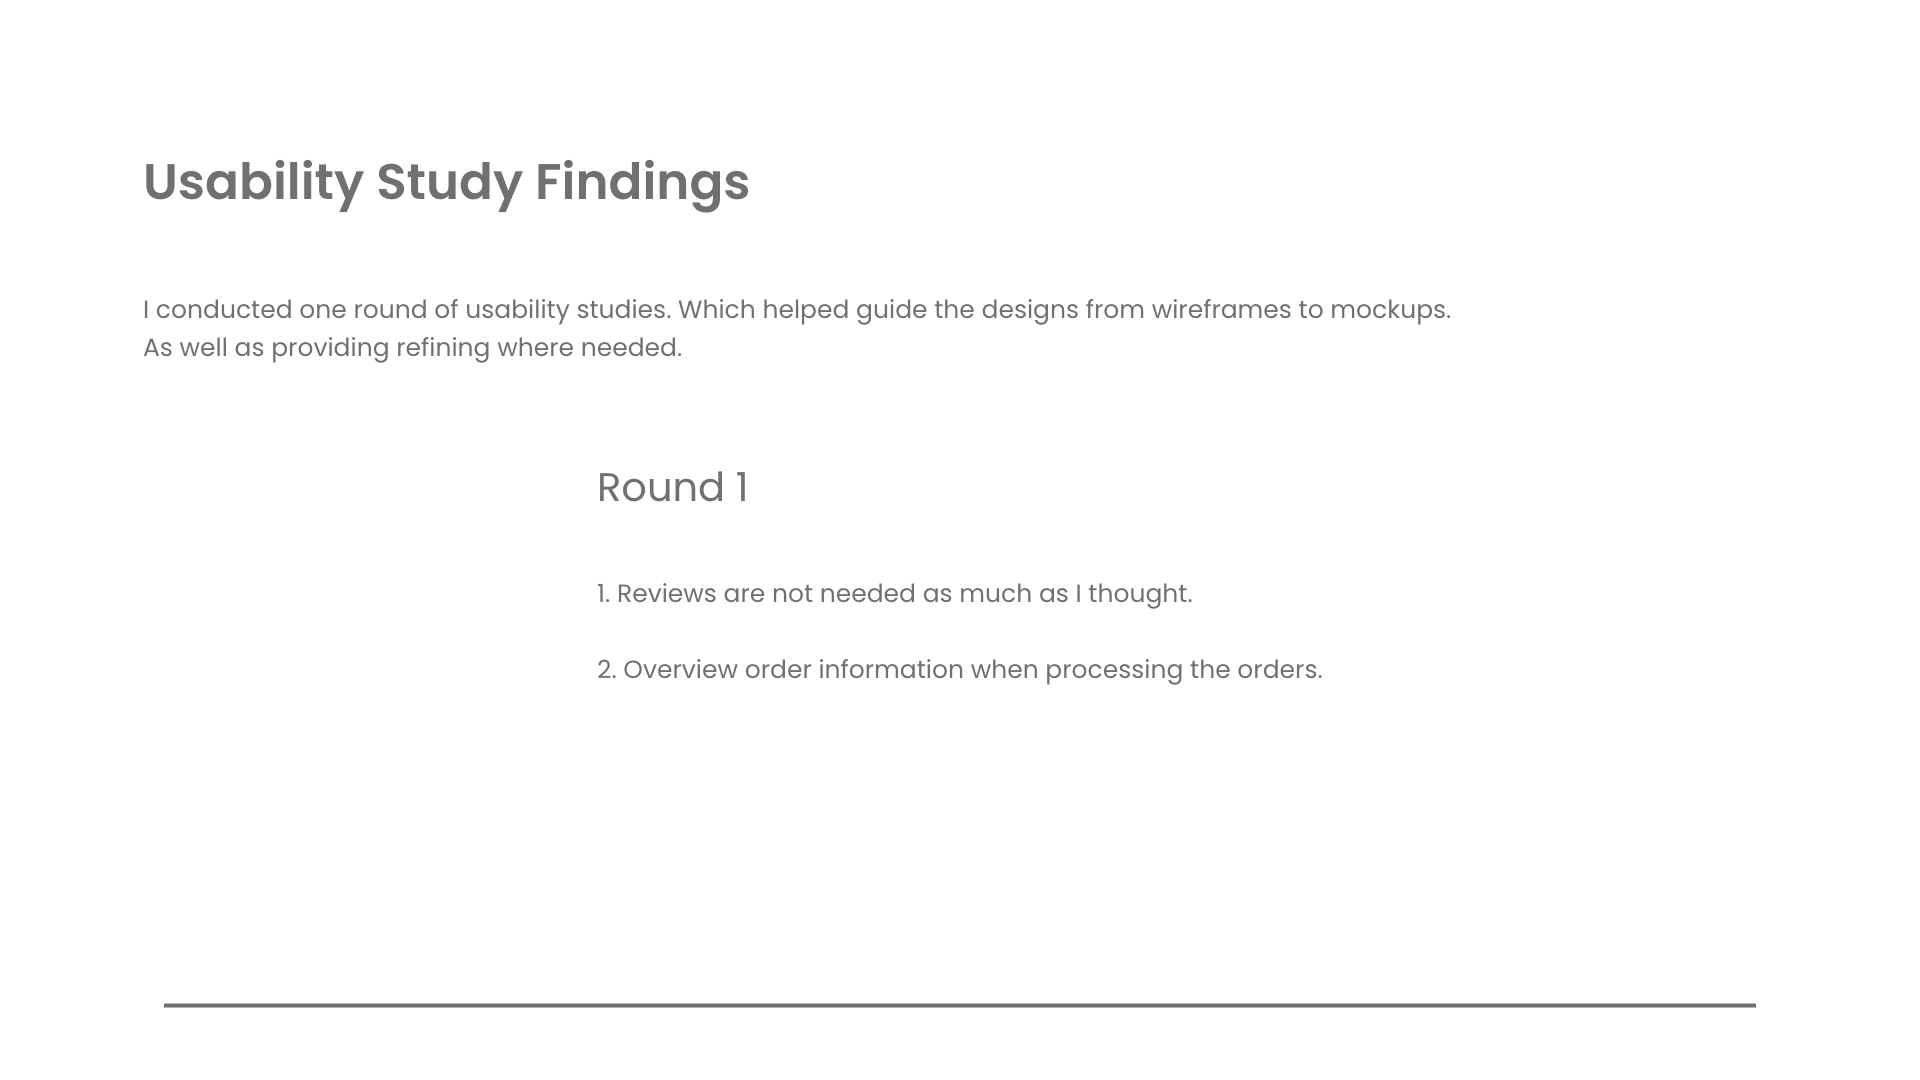 Usability Study Findings
I conducted one round of usability studies. Which helped guide the designs from wireframes to mockups.
As well as providing refining where needed.
Round 1
1. Reviews are not needed as much as I thought.
2. Overview order information when processing the orders.